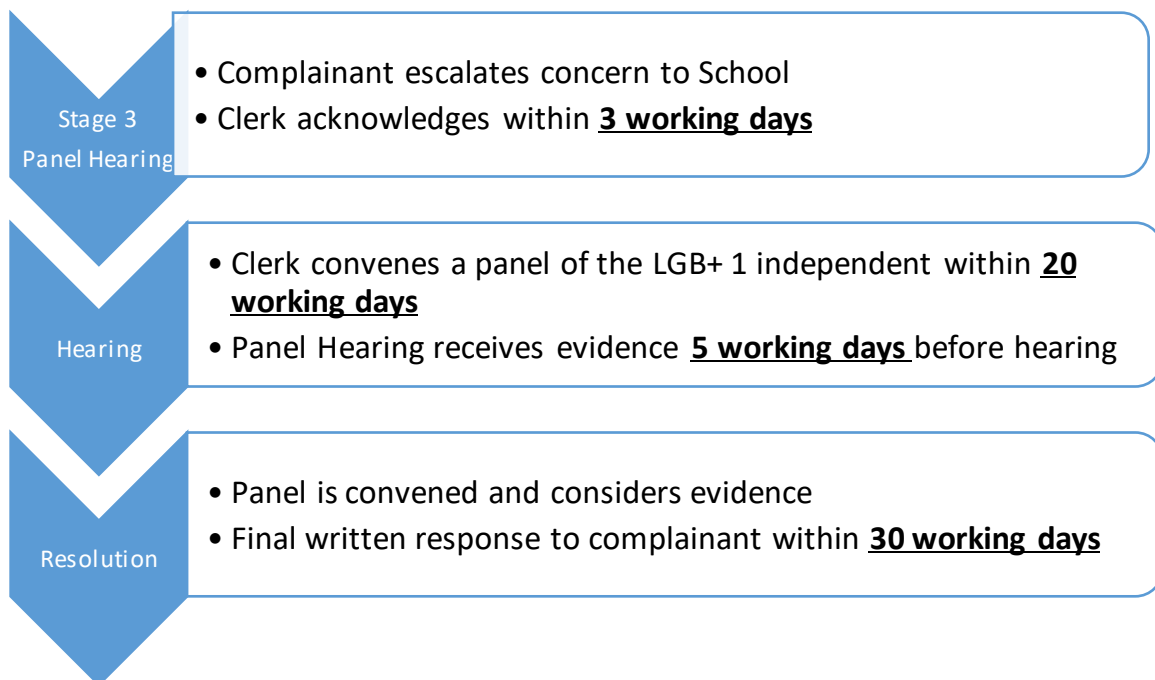 Stage 3
Panel Hearing
• Complainant escalates concern to School
• Clerk acknowledges within 3 working days
Hearing
• Clerk convenes a panel of the LGB+ 1 independent within 20
working days
• Panel Hearing receives evidence 5 working days before hearing
Resolution
• Panel is convened and considers evidence
• Final written response to complainant within 30 working days